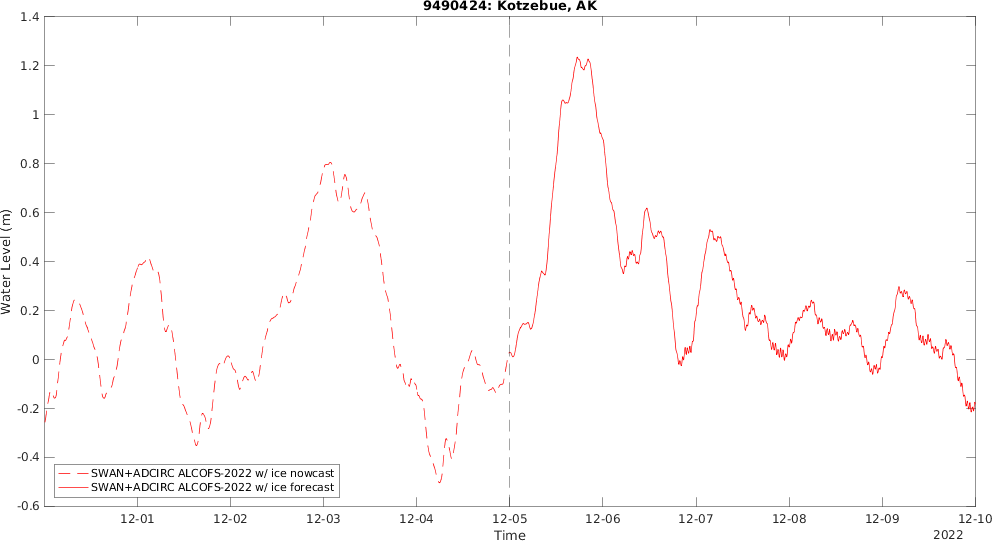 9490424: Kotzebue, AK
1.4
1.2
1
0.8
0.6
0.4
0.2
0
-0.2
-0.4
-0.6
Water Level (m)
SWAN+ADCIRC ALCOFS-2022 w/ ice nowcast
SWAN+ADCIRC ALCOFS-2022 w/ ice forecast
12-01 12-02 12-03 12-04 12-05 12-06 12-07 12-08 12-09 12-10
Time
2022